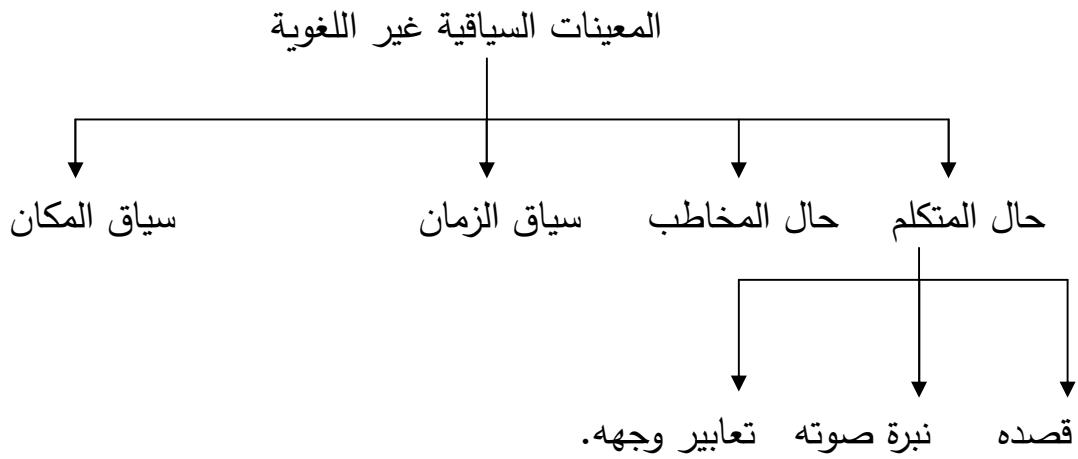 المعينات السياقية غير اللغوية
حال المتكلم حال المخاطب سياق الزمان سياق المكان
قصده نبرة صوته تعابير وجهه.